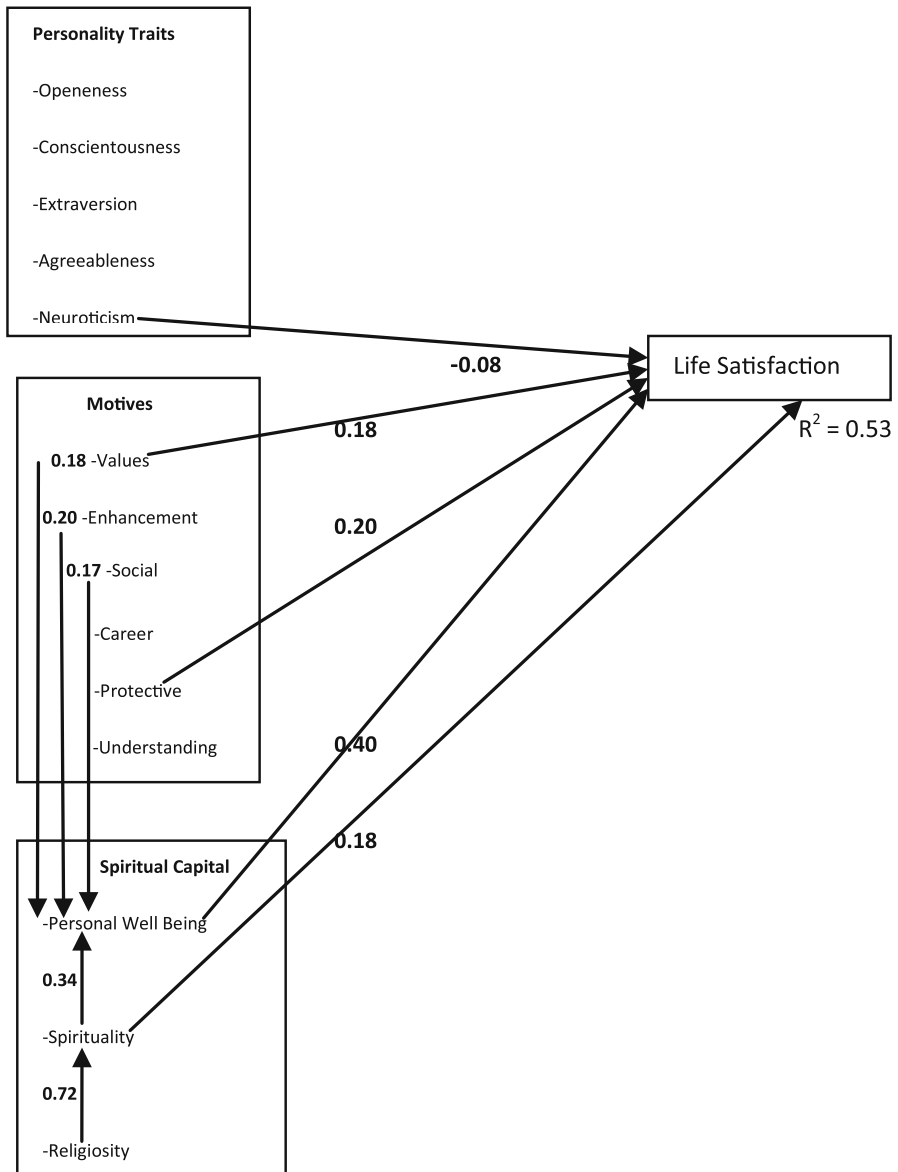 Personality Traits
-Openeness
-Conscientousness
-Extraversion
-Agreeableness
-Neuroticism
-0.08
Life Satisfaction
R² = 0.53
Motives
0.18 -Values
0.18
0.20 -Enhancement
0.20
0.17 -Social
-Career
-Protective
-Understanding
0.40
0.18
Spiritual Capital
-Personal Well Being
0.34
-Spirituality
0.72
-Religiosity